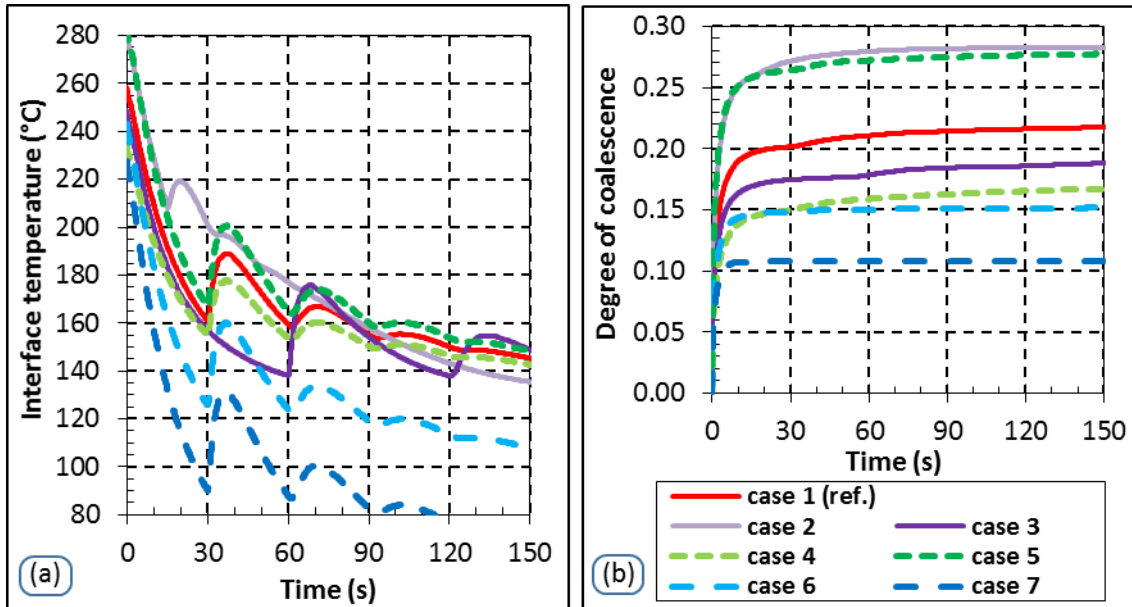 Interface temperature (°C)
280
260
240
220
200
180
160
140
120
100
80
0 30 60 90 120 150
Time (s)
(a)
Degree of coalescence
0.30
0.25
0.20
0.15
0.10
0.05
0.00
0 30 60 90 120 150
Time (s)
case 1 (ref.)
case 2 case 3
case 4 case 5
case 6 case 7
(b)